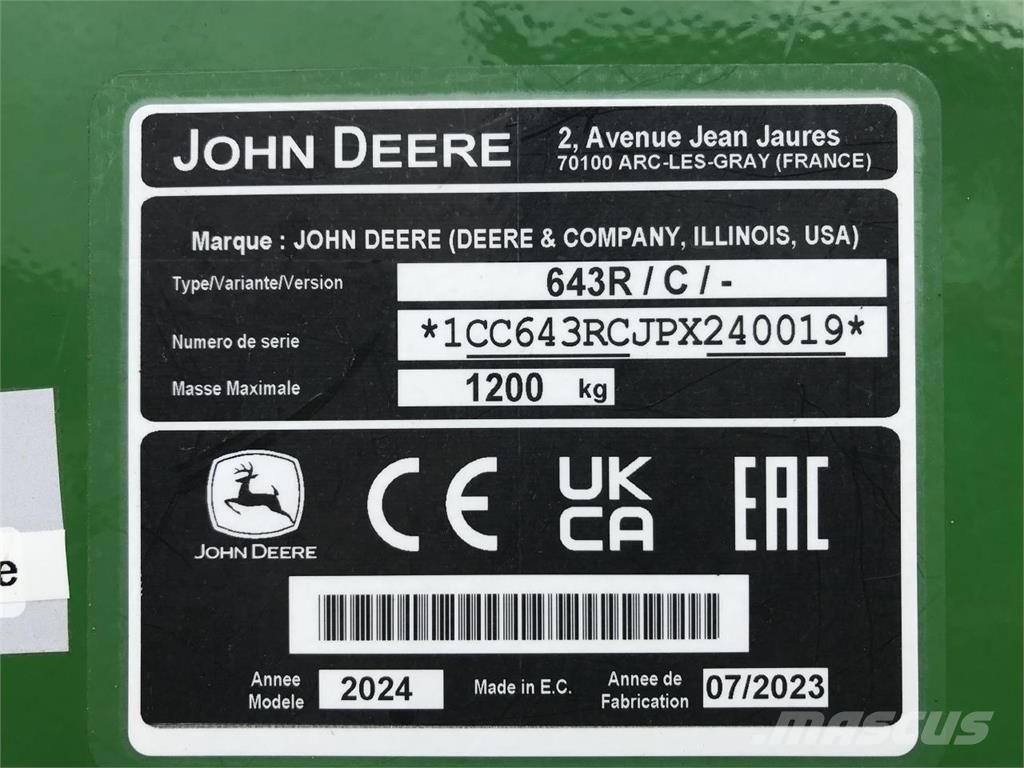 JOHN DEERE
2, Avenue Jean Jaures
70100 ARC-LES-GRAY (FRANCE)
Marque : JOHN DEERE (DEERE & COMPANY, ILLINOIS, USA)
Type/Variante/Version 643R / C / -
Numero de serie *1CC643RCJPX240019*
Masse Maximale 1200 kg
JOHN DEERE
CE
UK
CA
EAC
e
Annee
Modele 2024
Made in E.C.
Annee de
Fabrication 07/2023
MASCUS